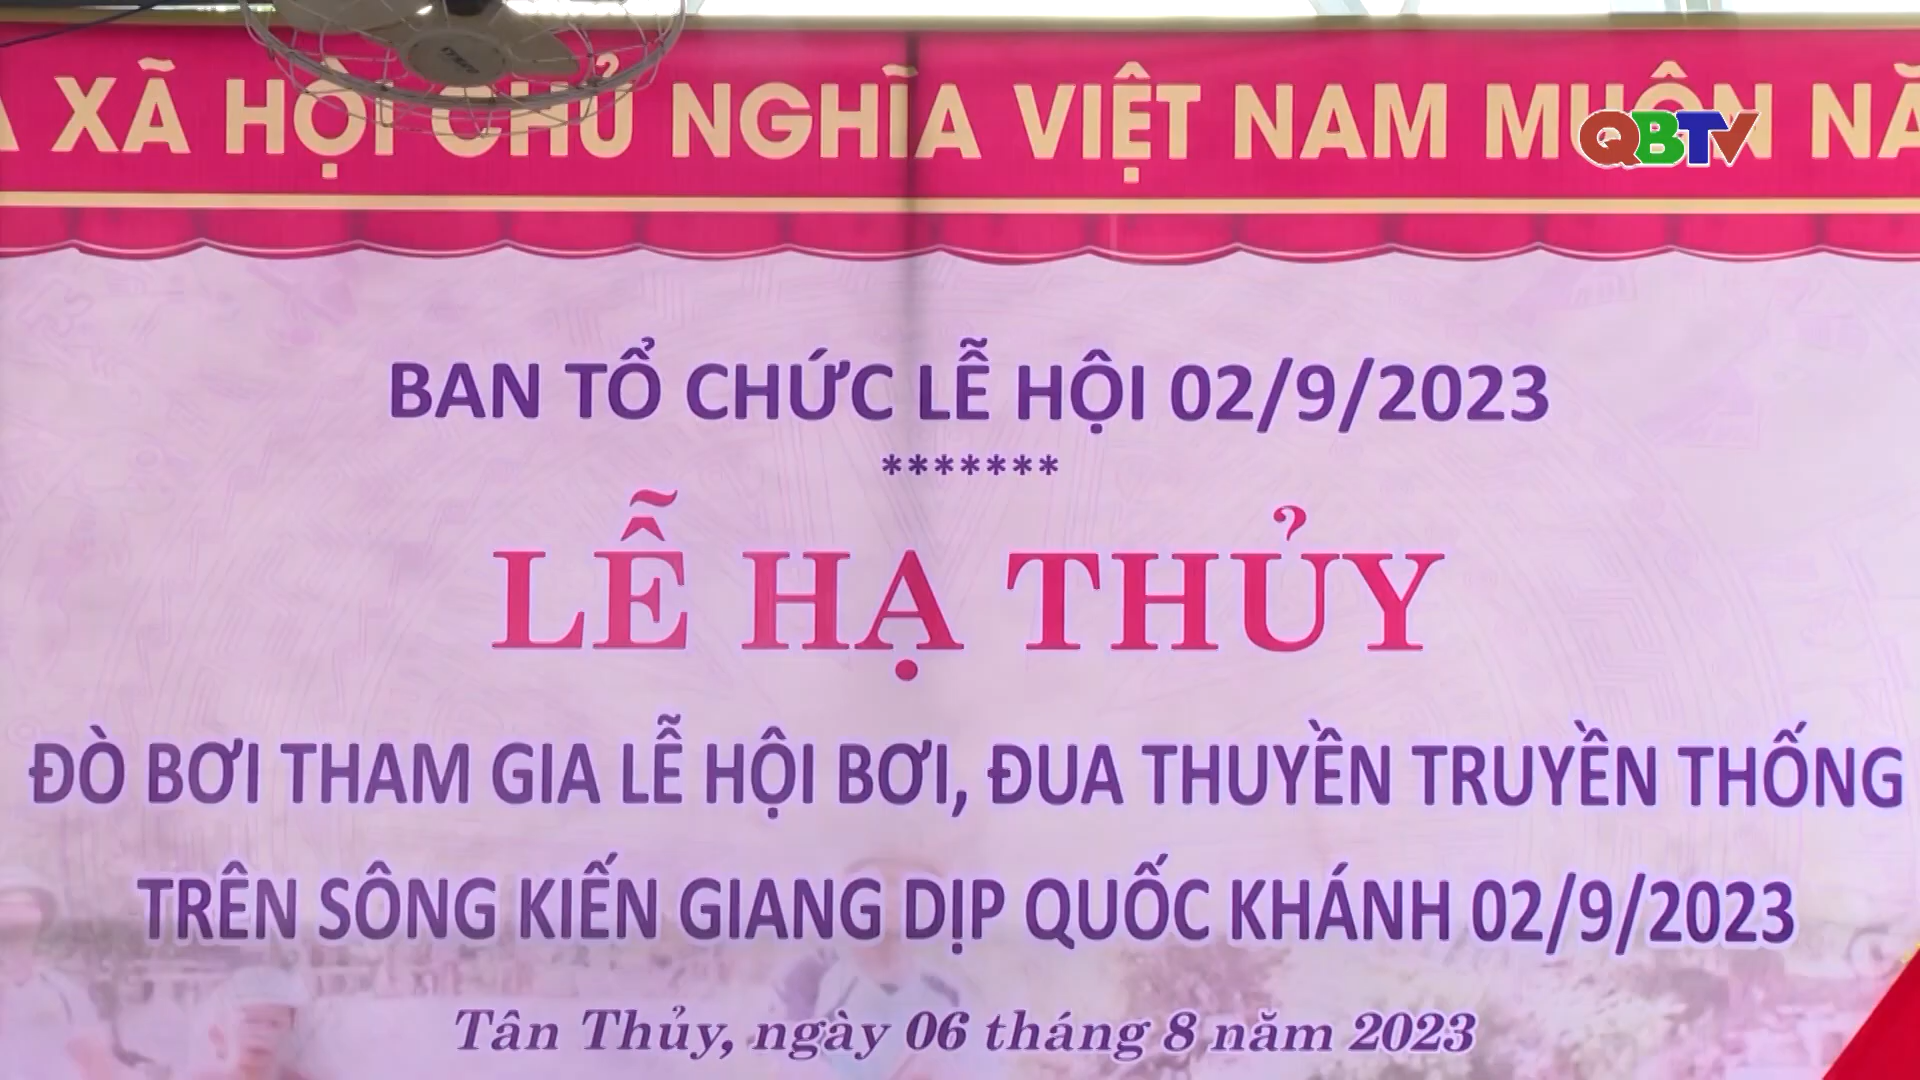 XÃ HỘI CHỦ NGHĨA VIỆT NAM MUÔN
QBTV
BAN TỔ CHỨC LỄ HỘI 02/9/2023
*******
LỄ HẠ THỦY
ĐÒ BƠI THAM GIA LỄ HỘI BƠI, ĐUA THUYỀN TRUYỀN THỐNG
TRÊN SÔNG KIẾN GIANG DỊP QUỐC KHÁNH 02/9/2023
Tân Thủy, ngày 06 tháng 8 năm 2023